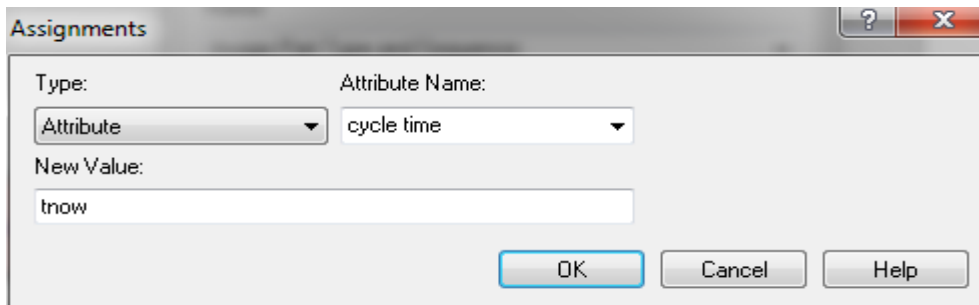 Assignments
?
Type: Attribute Name:
Attribute cycle time
New Value:
tnow
OK Cancel Help